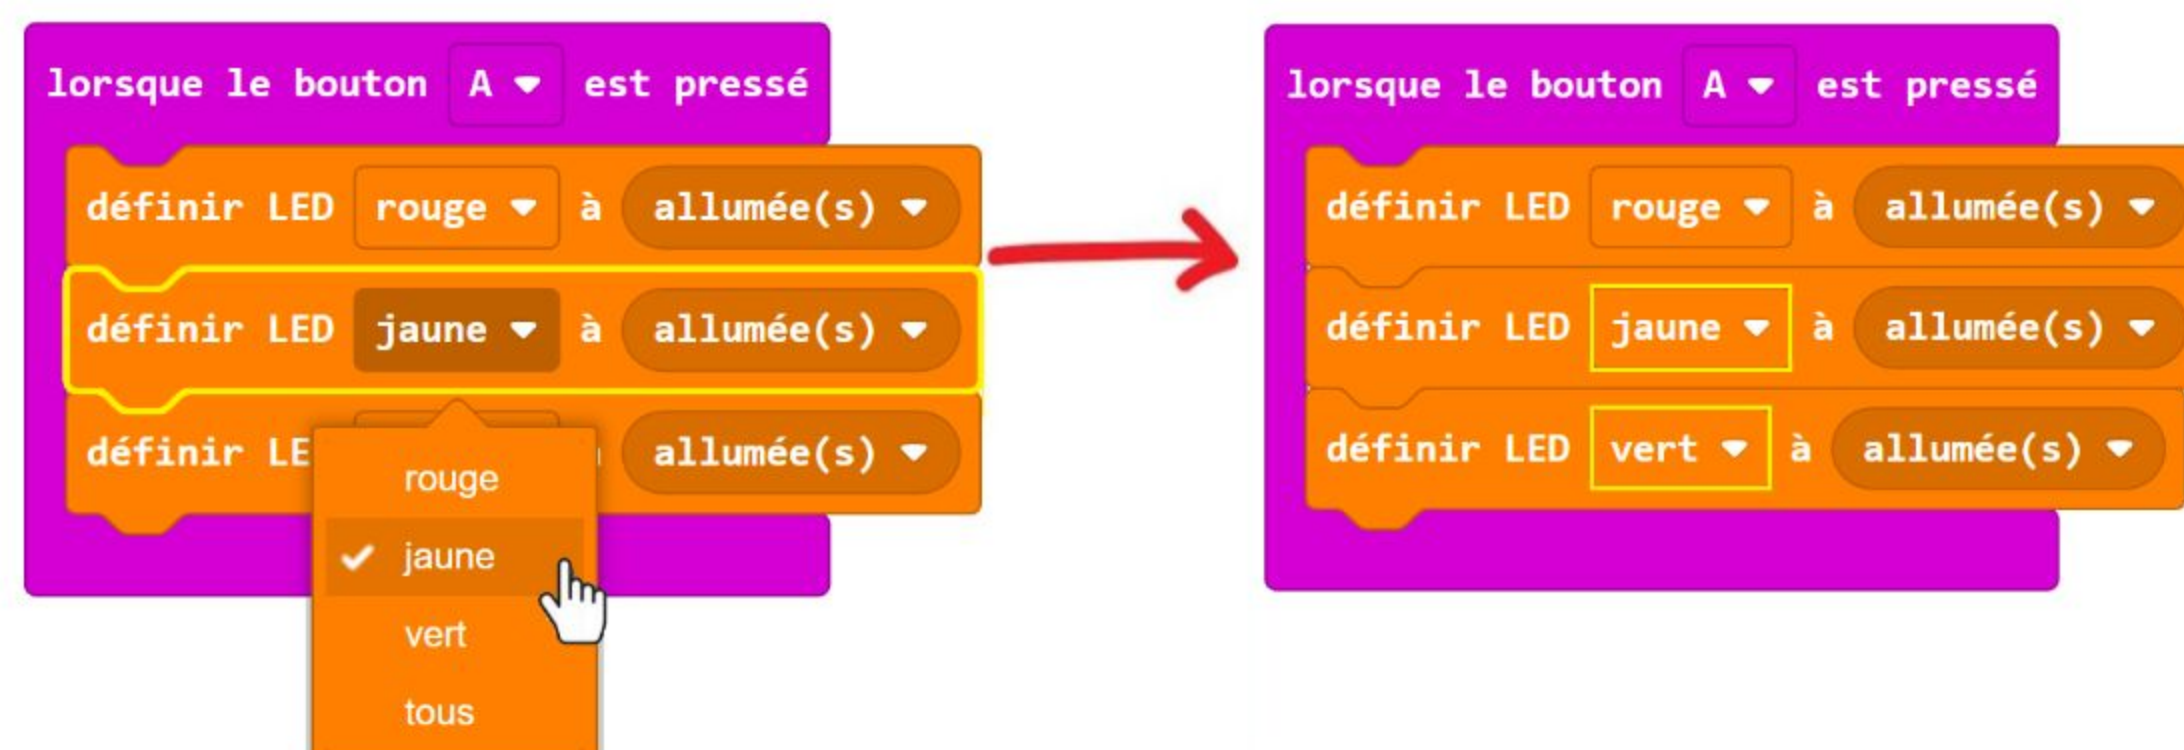 lorsque le bouton A est pressé
définir LED rouge à allumée(s)
définir LED jaune à allumée(s)
définir LE allumée(s)
rouge
jaune
vert
tous
lorsque le bouton A est pressé
définir LED rouge à allumée(s)
définir LED jaune à allumée(s)
définir LED vert à allumée(s)